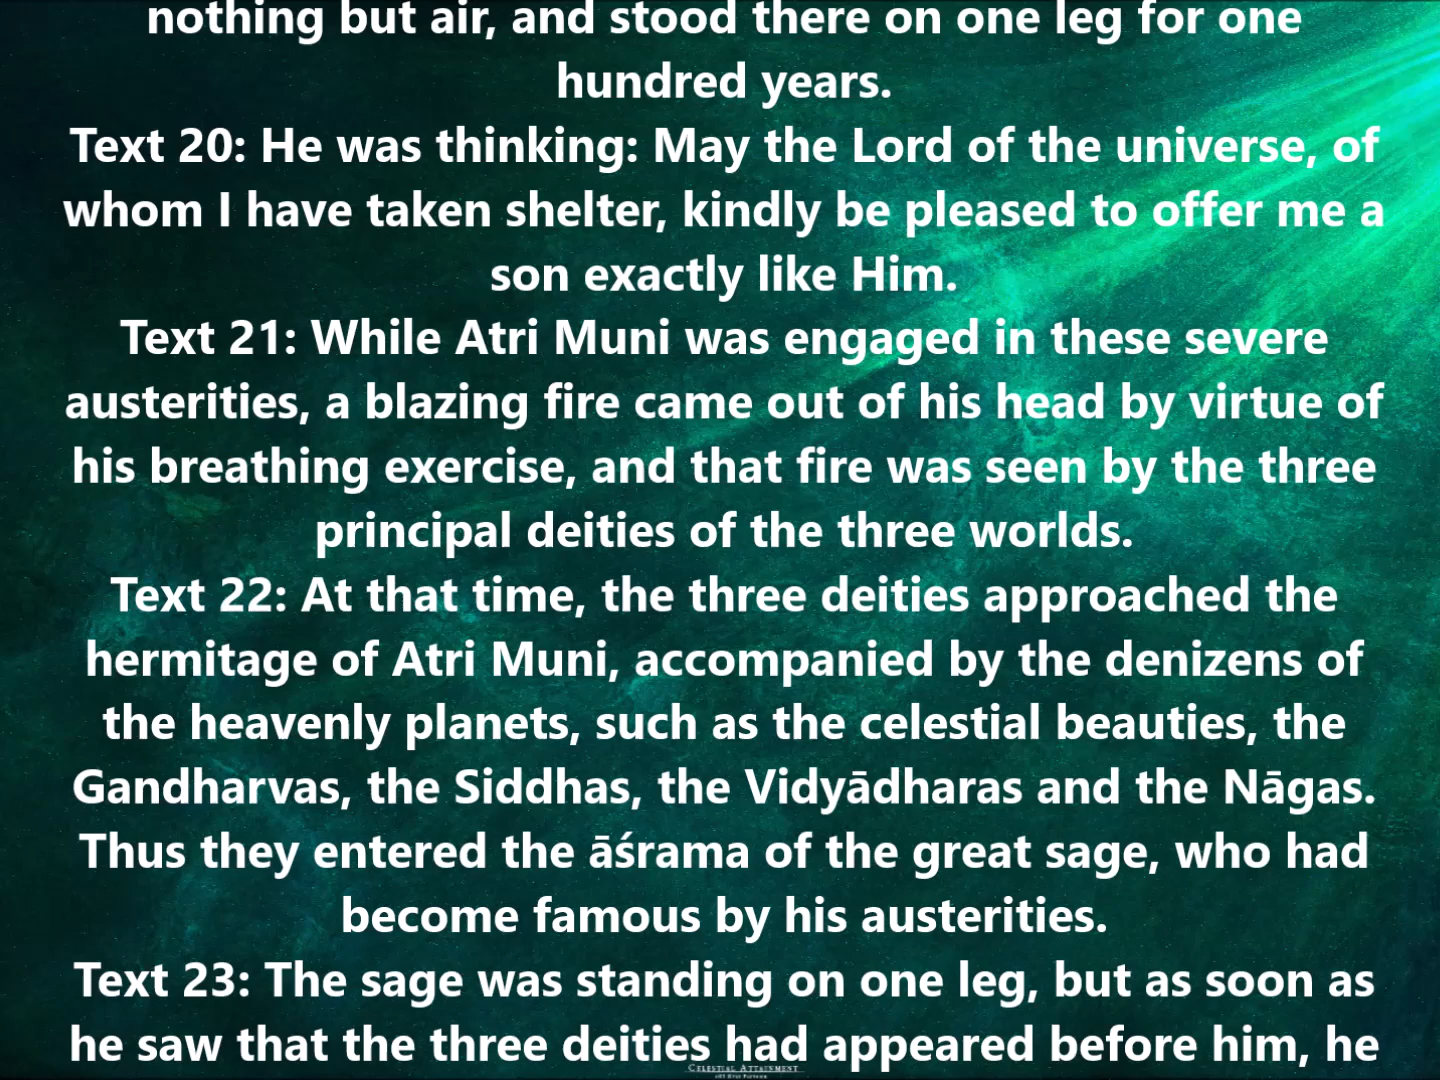 nothing but air, and stood there on one leg for one
hundred years.
Text 20: He was thinking: May the Lord of the universe, of
whom I have taken shelter, kindly be pleased to offer me a
son exactly like Him.
Text 21: While Atri Muni was engaged in these severe
austerities, a blazing fire came out of his head by virtue of
his breathing exercise, and that fire was seen by the three
principal deities of the three worlds.
Text 22: At that time, the three deities approached the
hermitage of Atri Muni, accompanied by the denizens of
the heavenly planets, such as the celestial beauties, the
Gandharvas, the Siddhas, the Vidyādharas and the Nāgas.
Thus they entered the āśrama of the great sage, who had
become famous by his austerities.
Text 23: The sage was standing on one leg, but as soon as
he saw that the three deities had appeared before him, he
Celestial Attainment